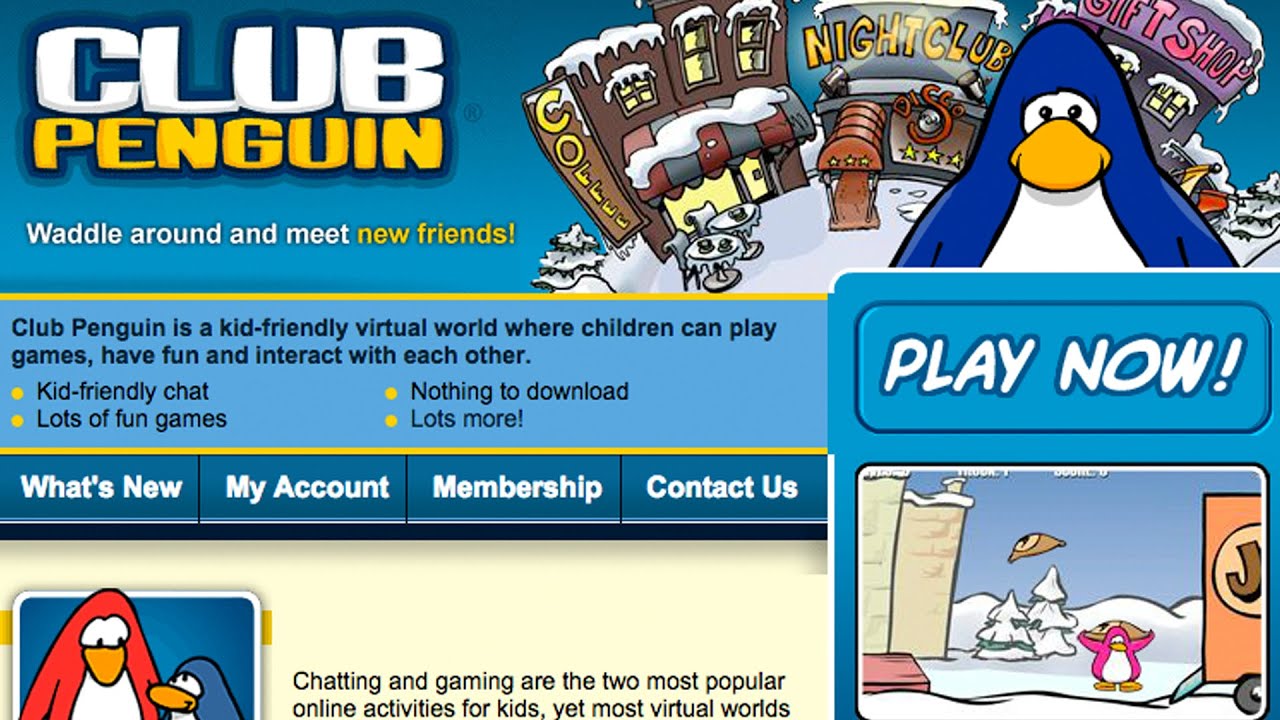 CLUB
PENGUIN®
Waddle around and meet new friends!
COFFEE
NIGHTCLUB
DISCO
GIFT SHOP
Club Penguin is a kid-friendly virtual world where children can play
games, have fun and interact with each other.
Kid-friendly chat
Nothing to download
Lots of fun games
Lots more!
PLAY NOW!
What's New
My Account
Membership
Contact Us
J
Chatting and gaming are the two most popular
online activities for kids, yet most virtual worlds